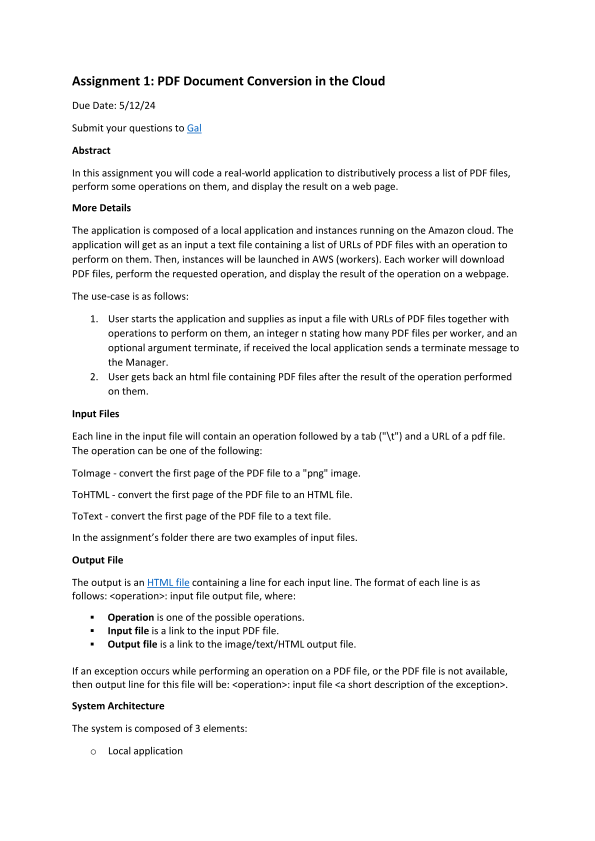 Assignment 1: PDF Document Conversion in the Cloud
Due Date: 5/12/24
Submit your questions to Gal
Abstract
In this assignment you will code a real-world application to distributively process a list of PDF files,
perform some operations on them, and display the result on a web page.
More Details
The application is composed of a local application and instances running on the Amazon cloud. The
application will get as an input a text file containing a list of URLs of PDF files with an operation to
perform on them. Then, instances will be launched in AWS (workers). Each worker will download
PDF files, perform the requested operation, and display the result of the operation on a webpage.
The use-case is as follows:
1. User starts the application and supplies as input a file with URLs of PDF files together with
operations to perform on them, an integer n stating how many PDF files per worker, and an
optional argument terminate, if received the local application sends a terminate message to
the Manager.
2. User gets back an html file containing PDF files after the result of the operation performed
on them.
Input Files
Each line in the input file will contain an operation followed by a tab ("\t") and a URL of a pdf file.
The operation can be one of the following:
ToImage - convert the first page of the PDF file to a "png" image.
ToHTML - convert the first page of the PDF file to an HTML file.
ToText - convert the first page of the PDF file to a text file.
In the assignment's folder there are two examples of input files.
Output File
The output is an HTML file containing a line for each input line. The format of each line is as
follows: <operation>: input file output file, where:
▪ Operation is one of the possible operations.
▪ Input file is a link to the input PDF file.
▪ Output file is a link to the image/text/HTML output file.
If an exception occurs while performing an operation on a PDF file, or the PDF file is not available,
then output line for this file will be: <operation>: input file <a short description of the exception>.
System Architecture
The system is composed of 3 elements:
o Local application